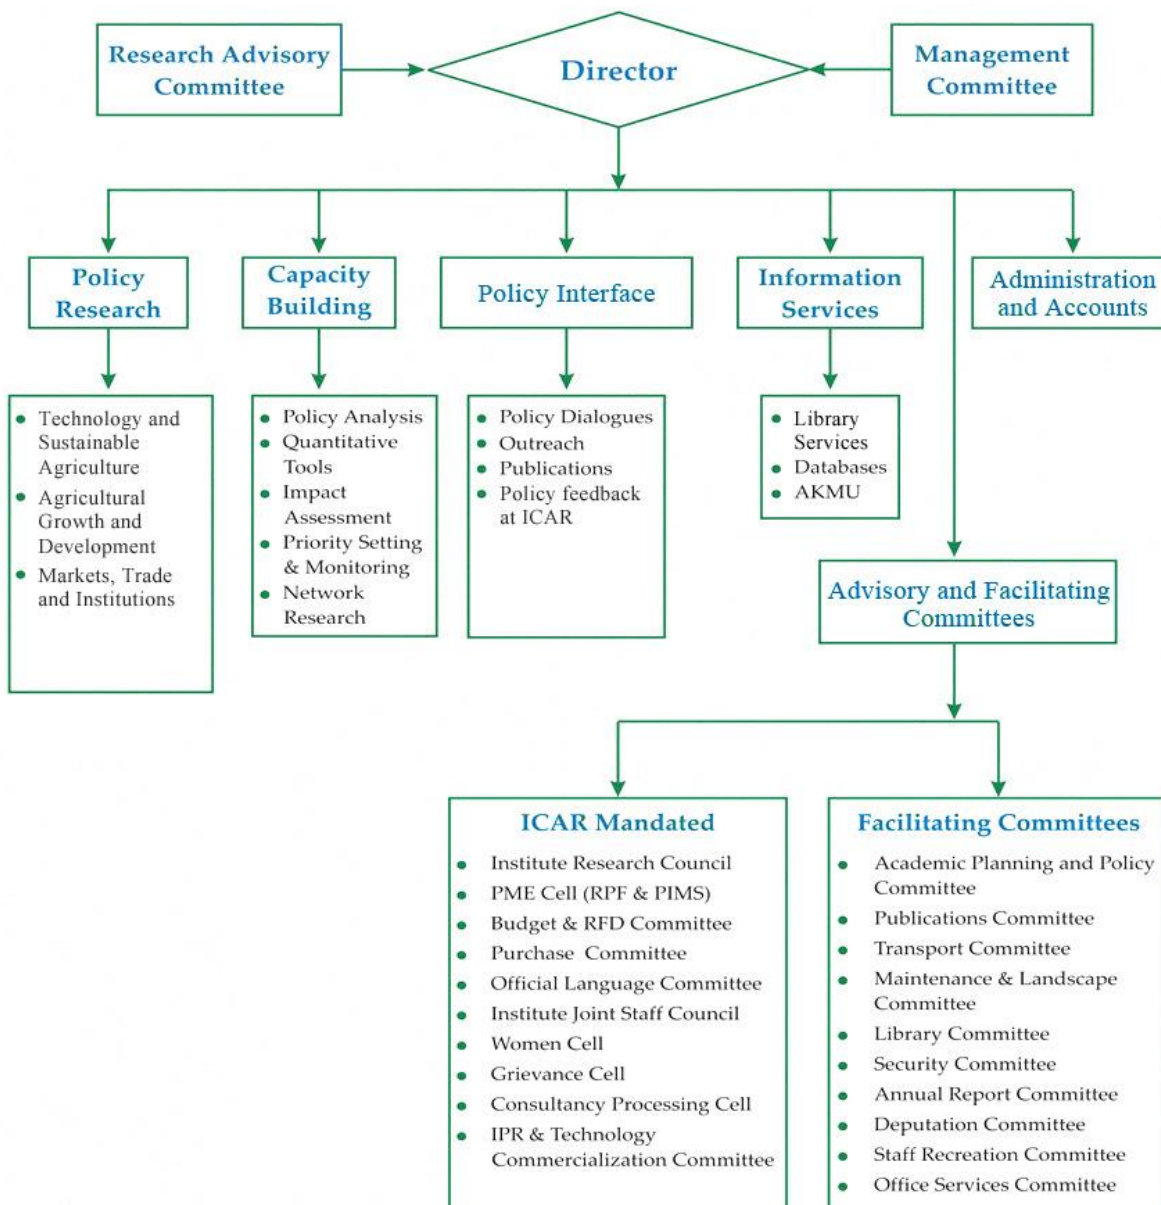 Research Advisory
Committee
Director
Management
Committee
Policy
Research
Capacity
Building
Policy Interface
Information
Services
Administration
and Accounts
Technology and
Sustainable
Agriculture
Agricultural
Growth and
Development
Markets, Trade
and Institutions
Policy Analysis
Quantitative
Tools
Impact
Assessment
Priority Setting
& Monitoring
Network
Research
Policy Dialogues
Outreach
Publications
Policy feedback
at ICAR
Library
Services
Databases
AKMU
Advisory and Facilitating
Committees
ICAR Mandated
Institute Research Council
PME Cell (RPF & PIMS)
Budget & RFD Committee
Purchase Committee
Official Language Committee
Institute Joint Staff Council
Women Cell
Grievance Cell
Consultancy Processing Cell
IPR & Technology
Commercialization Committee
Facilitating Committees
Academic Planning and Policy
Committee
Publications Committee
Transport Committee
Maintenance & Landscape
Committee
Library Committee
Security Committee
Annual Report Committee
Deputation Committee
Staff Recreation Committee
Office Services Committee